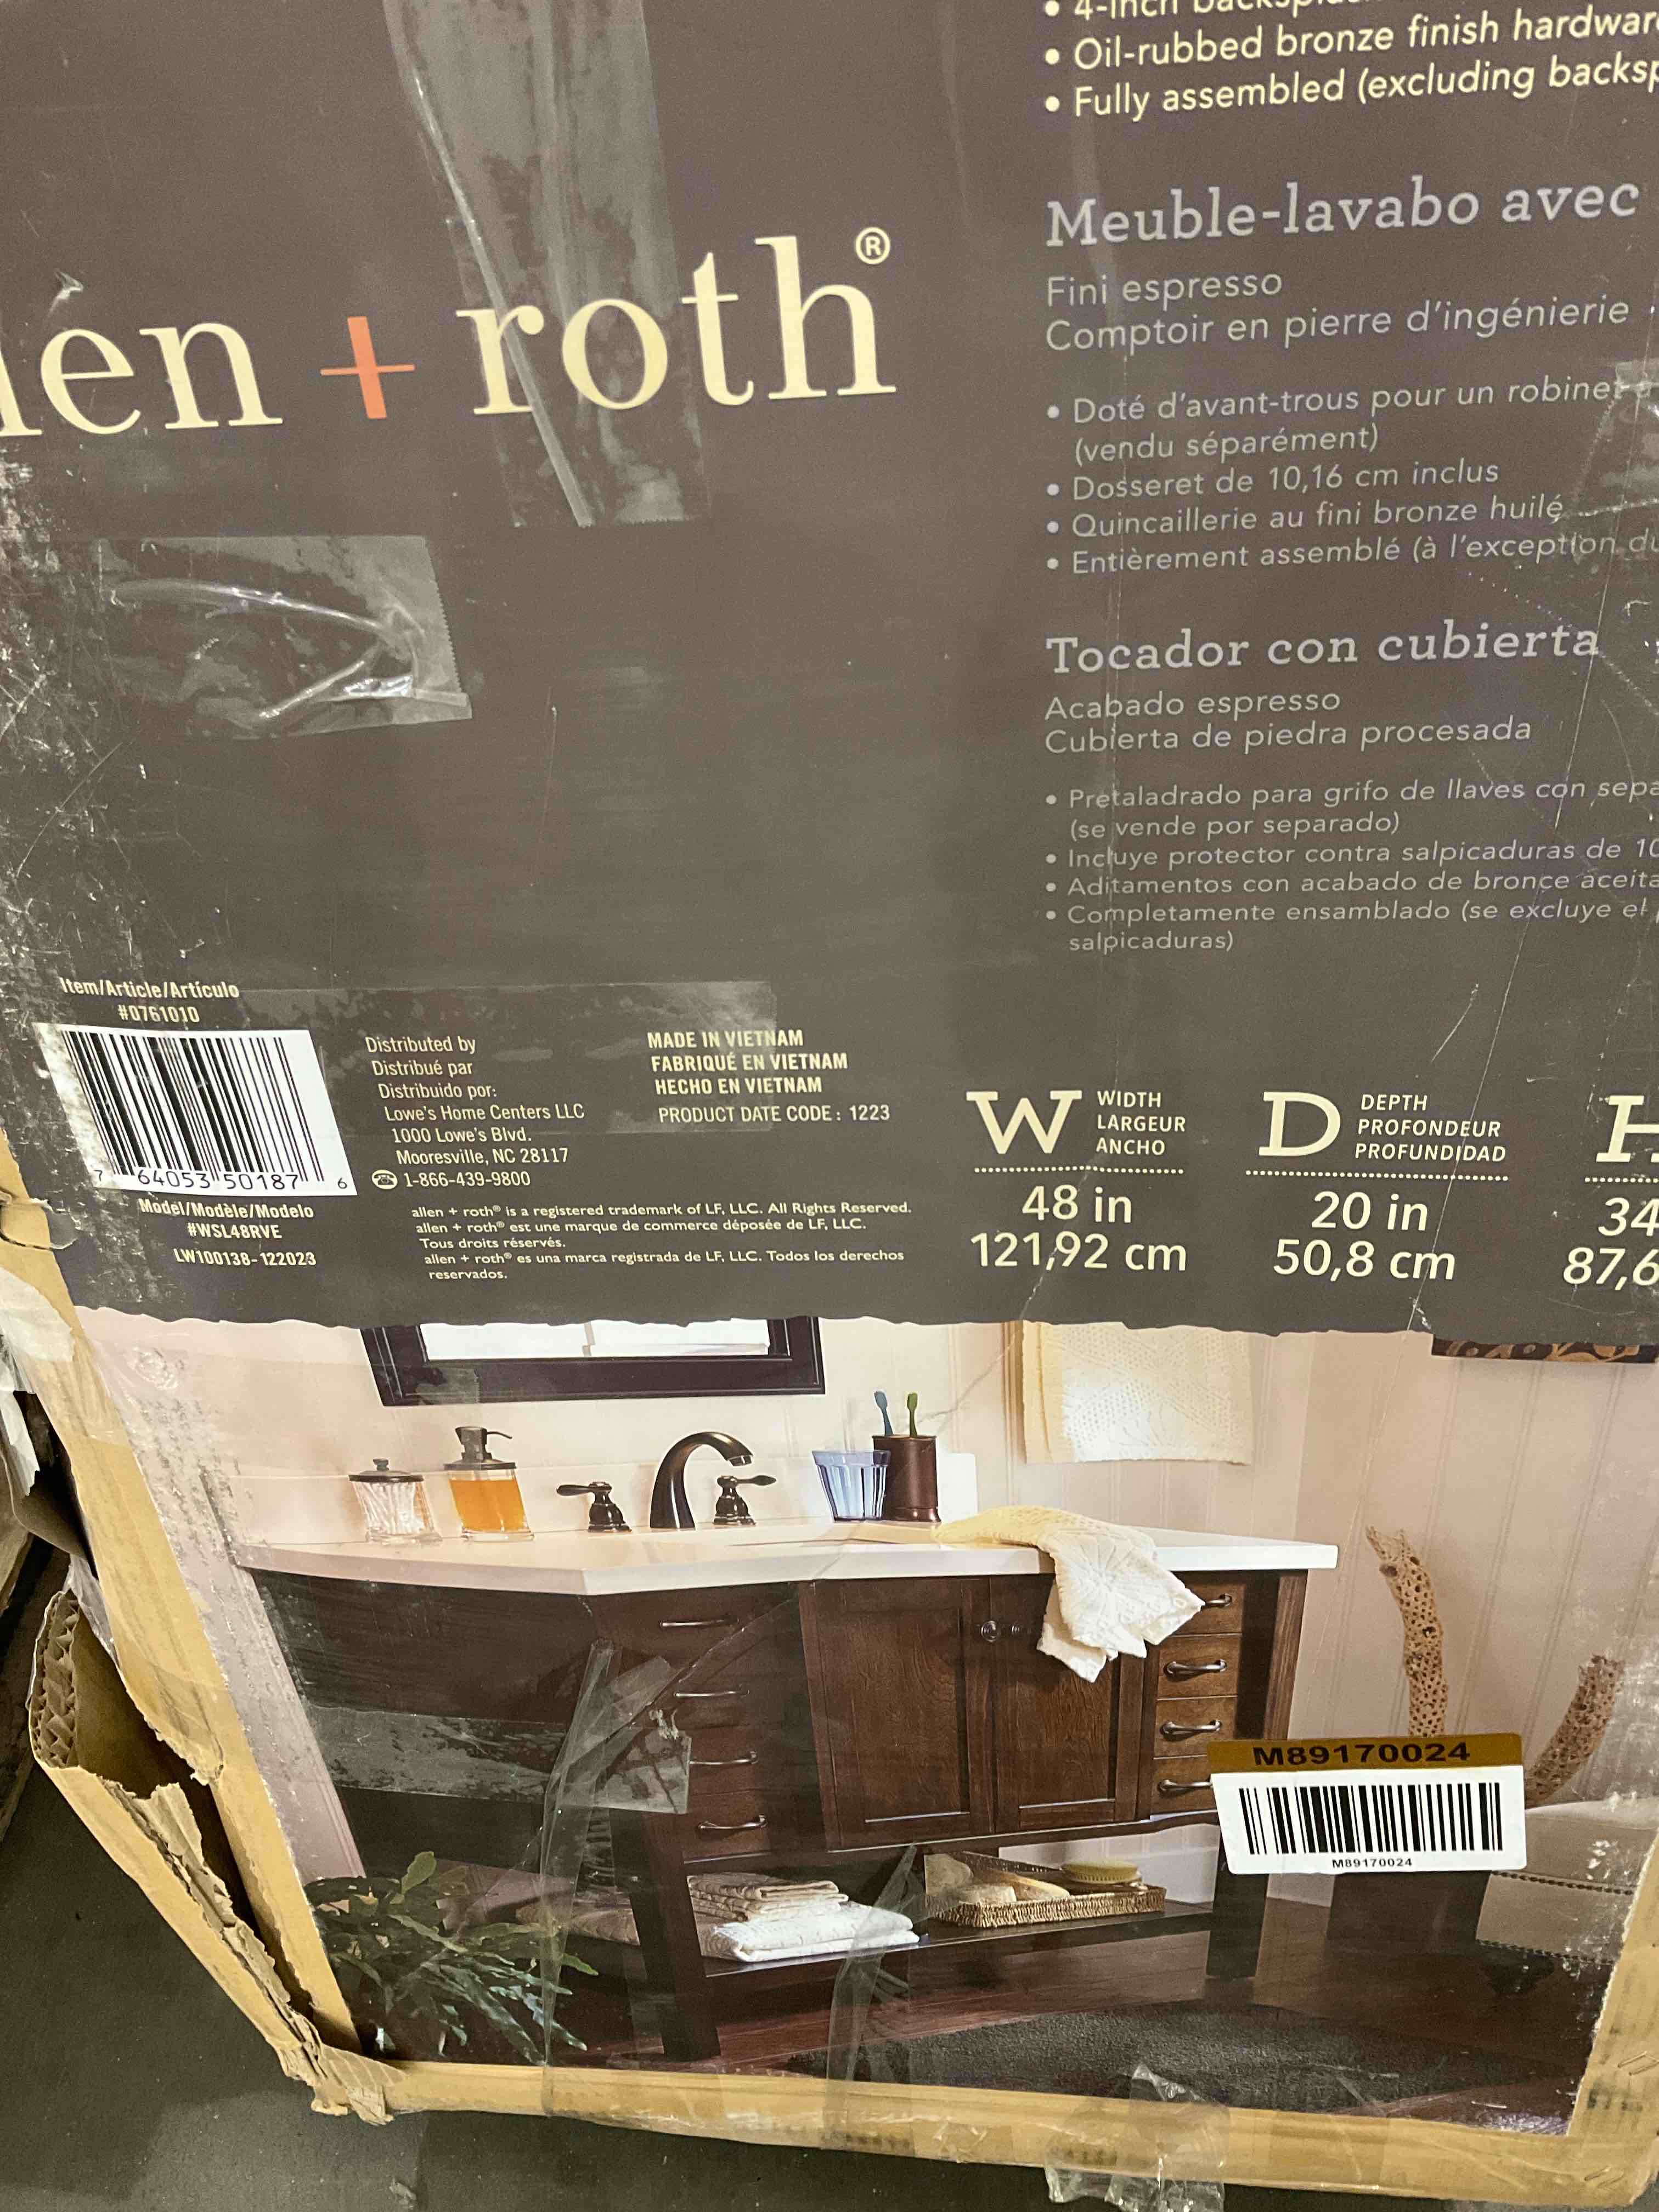 • 4-inch
• Oil-rubbed bronze finish
• Fully assembled (excluding
Meuble-lavabo avec
Fini espresso
Comptoir en pierre d'ingénierie
• Doté d'avant-trous pour un robinet
(vendu séparément)
• Dosseret de 10,16 cm inclus
• Quincaillerie au fini bronze huilé
• Entièrement assemblé (à l'exception du
len + roth®
Tocador con cubierta
Acabado espresso
Cubierta de piedra procesada
• Pretaladrado para grifo de llaves con
(se vende por separado)
• Incluye protector contra salpicaduras de 10
• Aditamentos con acabado de bronce
• Completamente ensamblado (se excluye el
salpicaduras)
Item/Article/Artículo
#0761010
7 64053 50187 6
Model/Modèle/Modelo
#WSL48RVE
LW100138-122023
Distributed by
Distribué par
Distribuido por:
Lowe's Home Centers LLC
1000 Lowe's Blvd.
Mooresville, NC 28117
1-866-439-9800
MADE IN VIETNAM
FABRIQUÉ EN VIETNAM
HECHO EN VIETNAM
PRODUCT DATE CODE: 1223
allen + roth® is a registered trademark of LF, LLC. All Rights Reserved.
allen + roth® est une marque de commerce déposée de LF, LLC.
Tous droits réservés.
allen + roth® es una marca registrada de LF, LLC. Todos los derechos
reservados.
W WIDTH
LARGEUR
ANCHO
48 in
121,92 cm
D DEPTH
PROFONDEUR
PROFUNDIDAD
20 in
50,8 cm
H
34
87,6
M89170024
M89170024